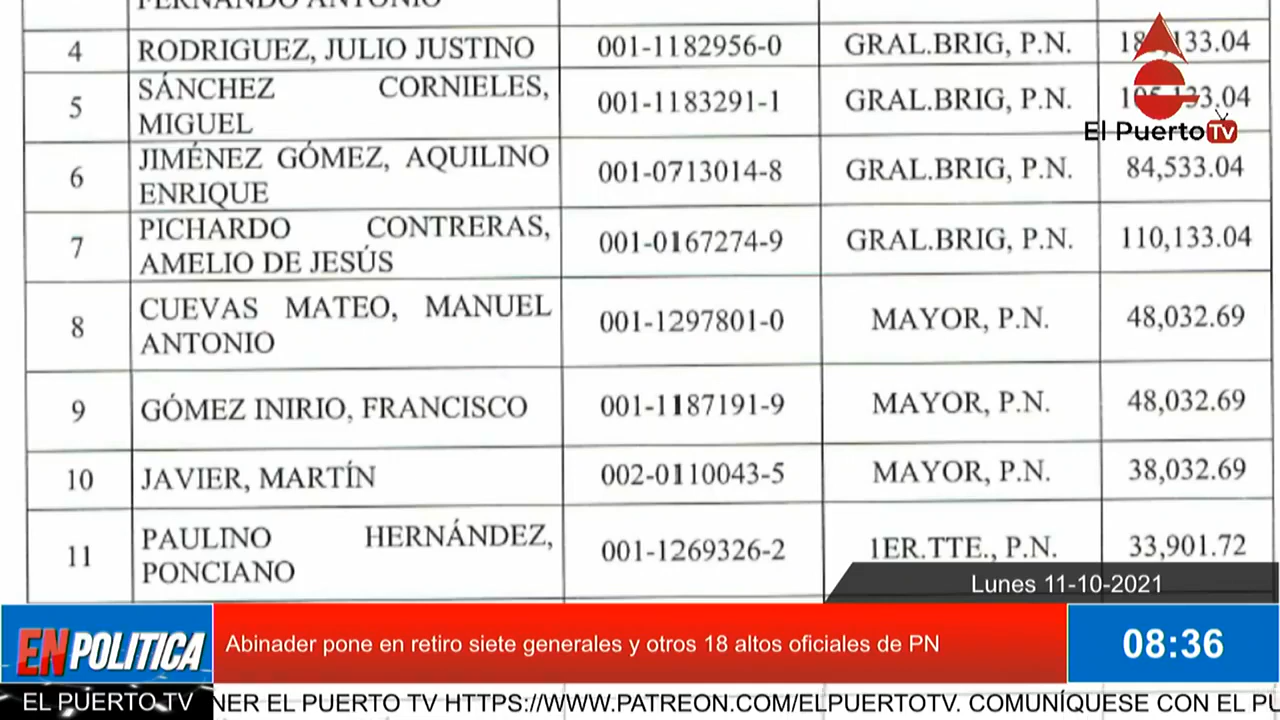 FERNANDO ANTONIO
4 RODRIGUEZ, JULIO JUSTINO 001-1182956-0 GRAL.BRIG, P.N.
5 SÁNCHEZ CORNIELES, MIGUEL 001-1183291-1 GRAL.BRIG, P.N.
6 JIMÉNEZ GÓMEZ, AQUILINO ENRIQUE 001-0713014-8 GRAL.BRIG, P.N. 84,533.04
7 PICHARDO CONTRERAS, AMELIO DE JESÚS 001-0167274-9 GRAL.BRIG, P.N. 110,133.04
8 CUEVAS MATEO, MANUEL ANTONIO 001-1297801-0 MAYOR, P.N. 48,032.69
9 GÓMEZ INIRIO, FRANCISCO 001-1187191-9 MAYOR, P.N. 48,032.69
10 JAVIER, MARTÍN 002-0110043-5 MAYOR, P.N. 38,032.69
11 PAULINO HERNÁNDEZ, PONCIANO 001-1269326-2 1ER.TTE., P.N. 33,901.72
El Puerto Tv
Lunes 11-10-2021
EN POLITICA
Abinader pone en retiro siete generales y otros 18 altos oficiales de PN
08:36
EL PUERTO TV
NER EL PUERTO TV HTTPS://WWW.PATREON.COM/ELPUERTOTV. COMUNÍQUESE CON EL PU